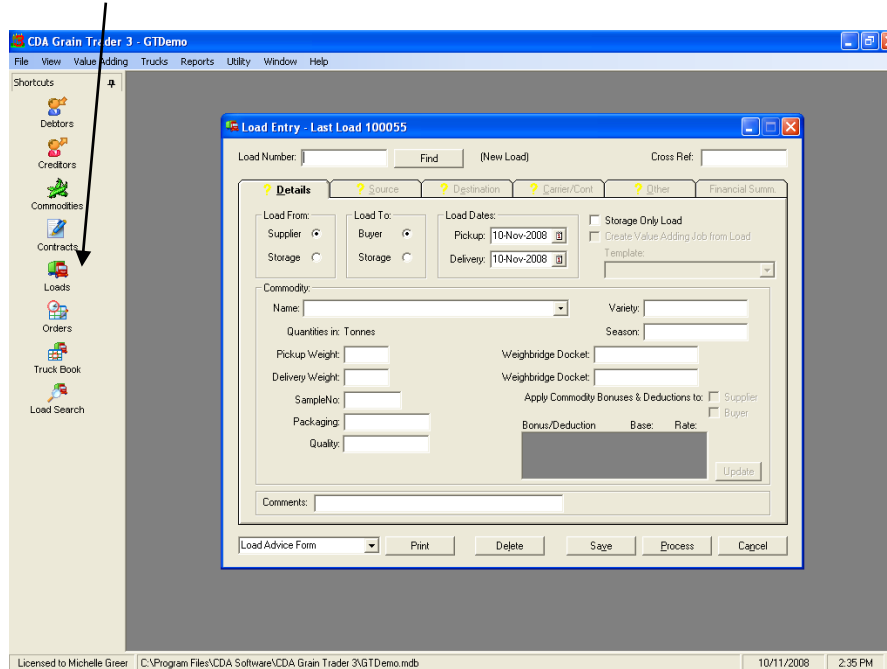 CDA Grain Trader 3 - GTDemo
File View Value Adding Trucks Reports Utility Window Help
Shortcuts
Debtors
Creditors
Commodities
Contracts
Loads
Orders
Truck Book
Load Search
Load Entry - Last Load 100055
Load Number: Find (New Load) Cross Ref:
? Details ? Source ? Destination ? Carrier/Cont ? Other Financial Summ.
Load From: Load To: Load Dates: Storage Only Load
Supplier Buyer Pickup: 10-Nov-2008 Create Value Adding Job from Load
Storage Storage Delivery: 10-Nov-2008 Template:
Commodity:
Name: Variety:
Quantities in: Tonnes Season:
Pickup Weight: Weighbridge Docket:
Delivery Weight: Weighbridge Docket:
SampleNo: Apply Commodity Bonuses & Deductions to: Supplier
Buyer
Packaging: Bonus/Deduction Base: Rate:
Quality:
Update
Comments:
Load Advice Form Print Delete Save Process Cancel
Licensed to Michelle Greer C:\Program Files\CDA Software\CDA Grain Trader 3\GTDemo.mdb 10/11/2008 2:35 PM